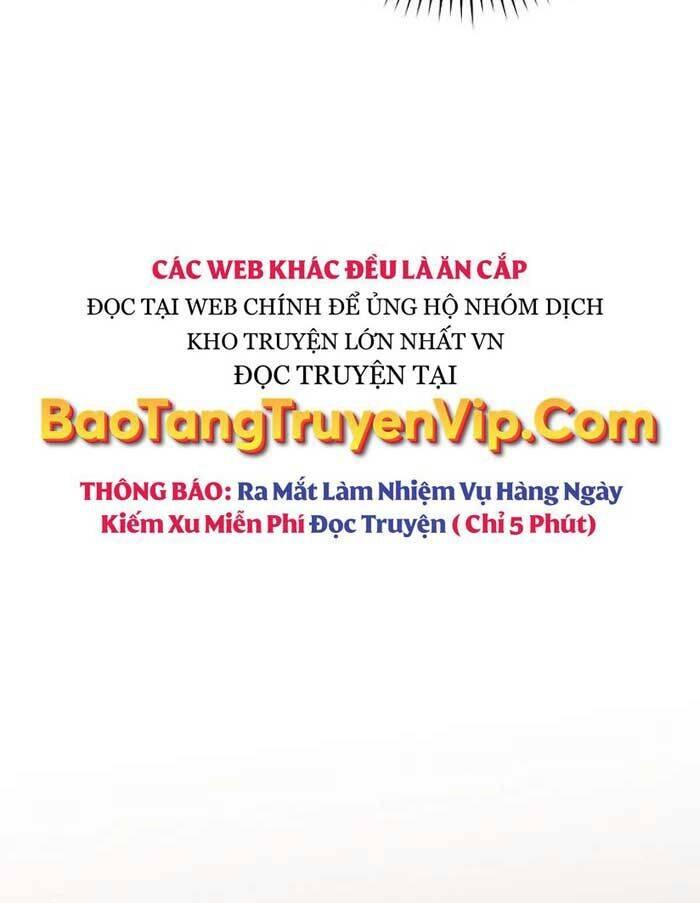 CÁC WEB KHÁC ĐỀU LÀ ĂN CẮP
ĐỌC TẠI WEB CHÍNH ĐỂ ỦNG HỘ NHÓM DỊCH
KHO TRUYỆN LỚN NHẤT VN
ĐỌC TRUYỆN TẠI
BaoTangTruyenVip.Com
THÔNG BÁO: Ra Mắt Làm Nhiệm Vụ Hàng Ngày
Kiếm Xu Miễn Phí Đọc Truyện ( Chỉ 5 Phút)